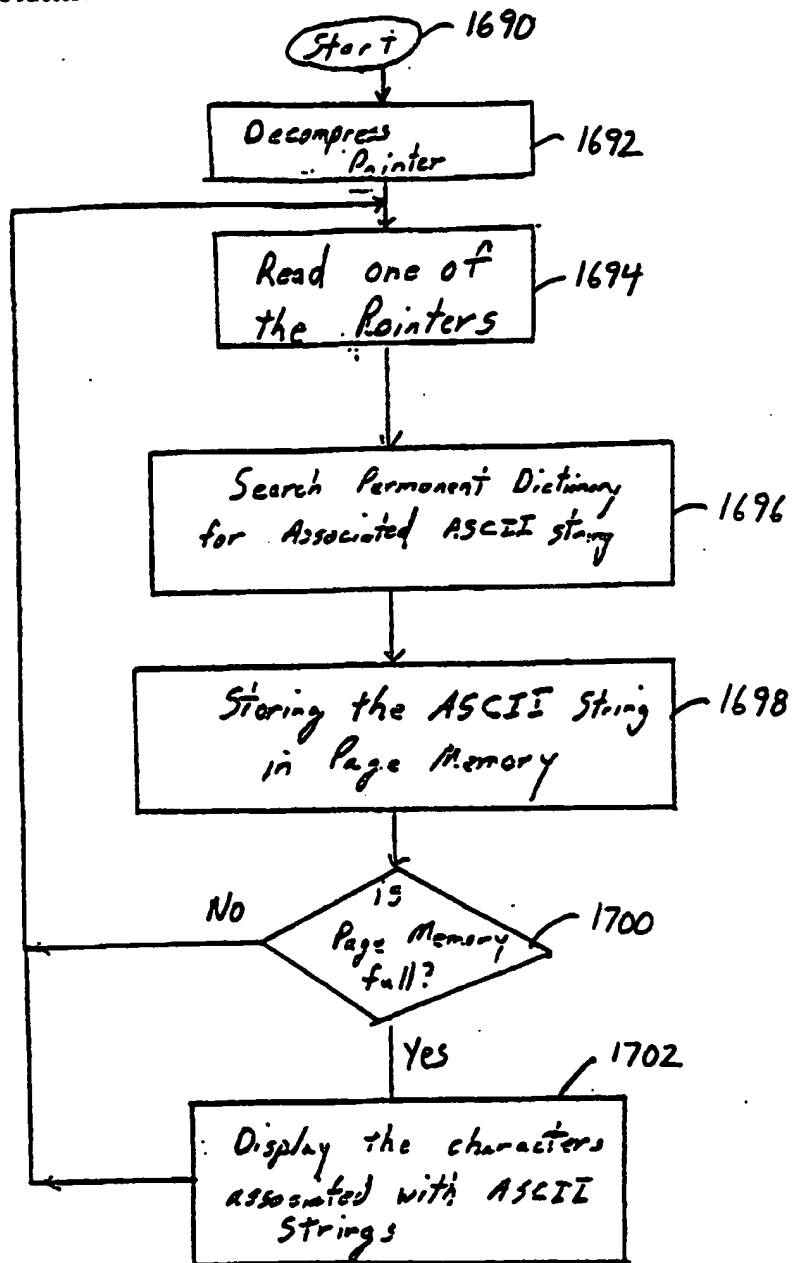 Start
1690
Decompress
Pointer
1692
Read one of
the Pointers
1694
Search Permanent Dictionary
for Associated ASCII string
1696
Storing the ASCII String
in Page Memory
1698
is
Page Memory
full?
1700
No
Yes
1702
Display the characters
associated with ASCII
Strings